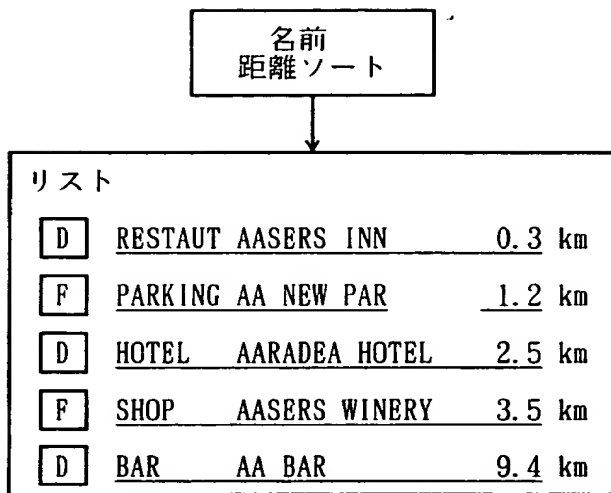 名前
距離ソート
リスト
D RESTAUT AASERS INN 0.3 km
F PARKING AA NEW PAR 1.2 km
D HOTEL AARADEA HOTEL 2.5 km
F SHOP AASERS WINERY 3.5 km
D BAR AA BAR 9.4 km